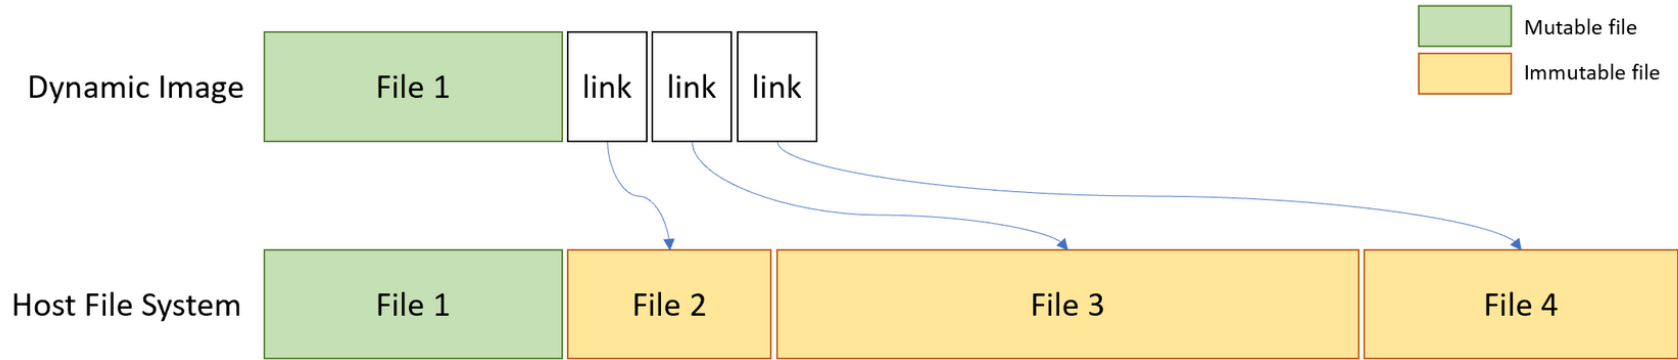 Mutable file
Immutable file
Dynamic Image
File 1
link
link
link
Host File System
File 1
File 2
File 3
File 4